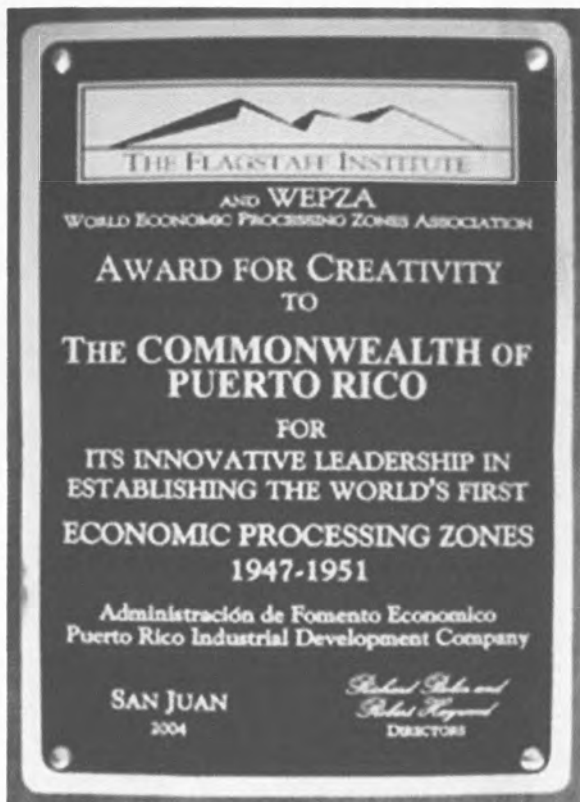 THE FLAGSTAFF INSTITUTE
AND WEPZA
WORLD ECONOMIC PROCESSING ZONES ASSOCIATION
AWARD FOR CREATIVITY
TO
THE COMMONWEALTH OF
PUERTO RICO
FOR
ITS INNOVATIVE LEADERSHIP IN
ESTABLISHING THE WORLD'S FIRST
ECONOMIC PROCESSING ZONES
1947-1951
Administración de Fomento Economico
Puerto Rico Industrial Development Company
SAN JUAN
2004
Richard Bolin and
Robert Haywood
DIRECTORS